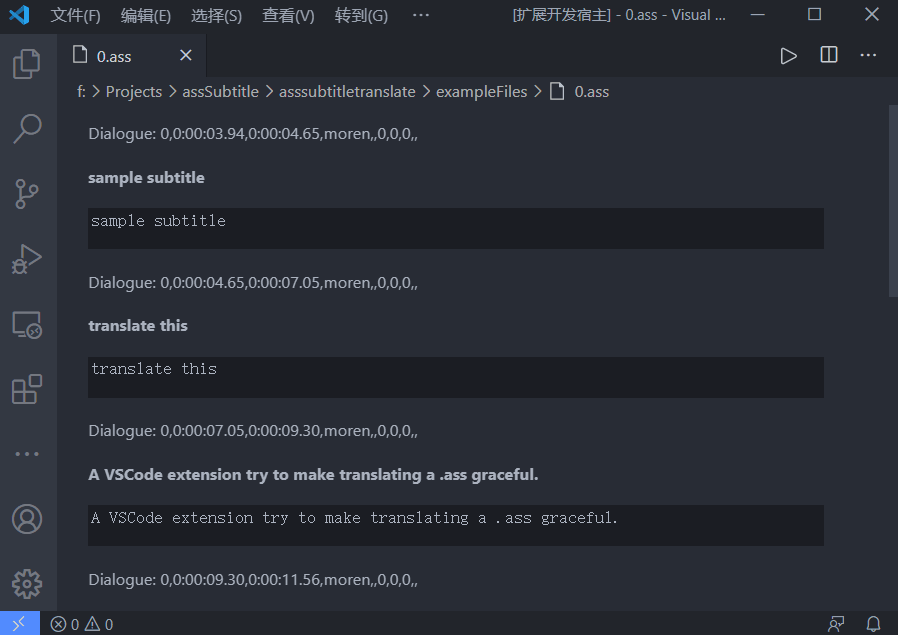 文件(F) 编辑(E) 选择(S) 查看(V) 转到(G) ··· [扩展开发宿主] - 0.ass - Visual ...
0.ass
f: > Projects > assSubtitle > asssubtitletranslate > exampleFiles > 0.ass
Dialogue: 0,0:00:03.94,0:00:04.65,moren,,0,0,0,,
sample subtitle
sample subtitle
Dialogue: 0,0:00:04.65,0:00:07.05,moren,,0,0,0,,
translate this
translate this
Dialogue: 0,0:00:07.05,0:00:09.30,moren,,0,0,0,,
A VSCode extension try to make translating a .ass graceful.
A VSCode extension try to make translating a .ass graceful.
Dialogue: 0,0:00:09.30,0:00:11.56,moren,,0,0,0,,
0 0